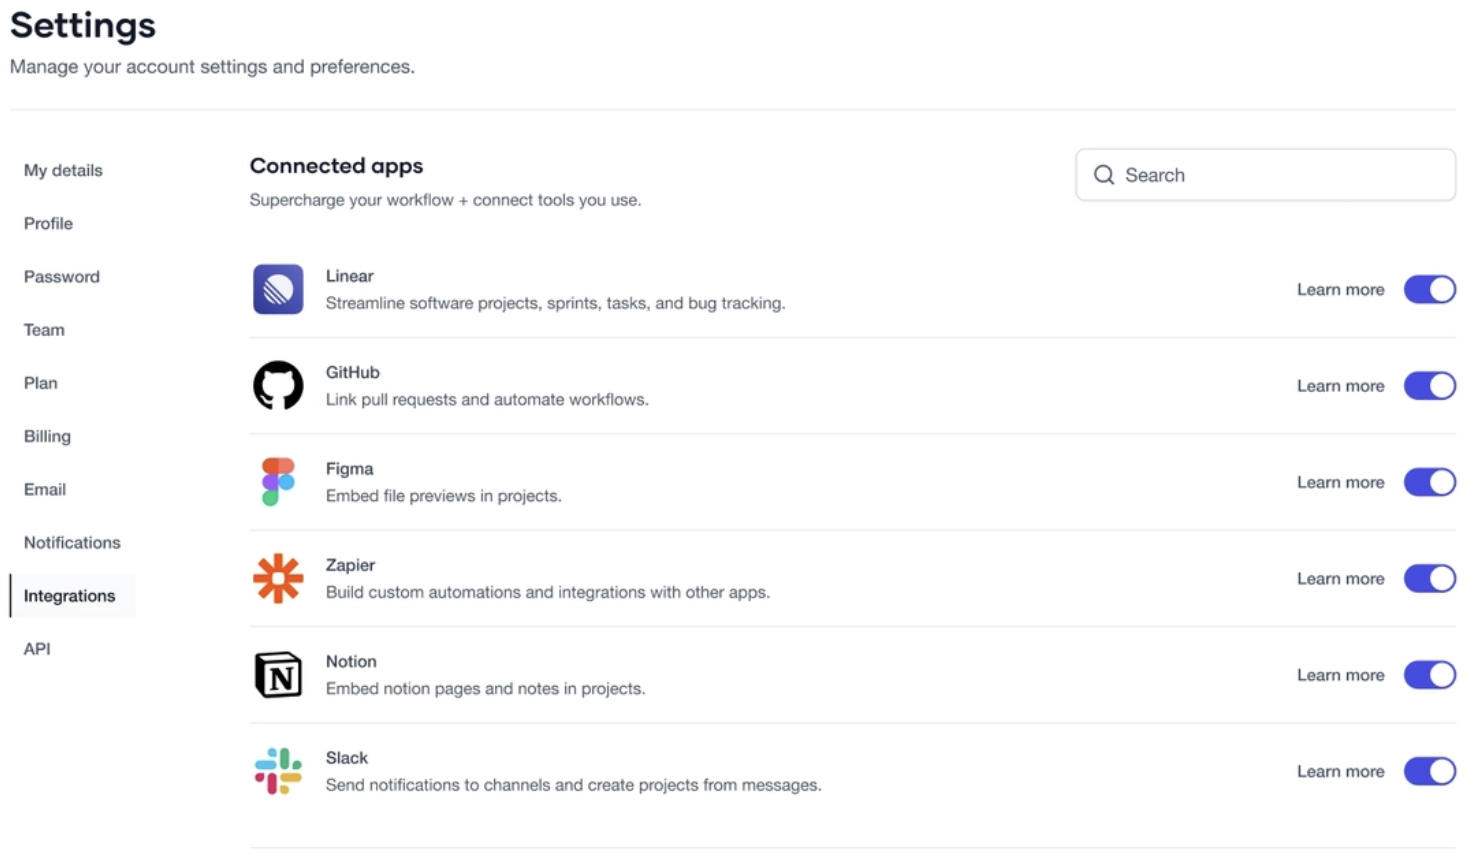 Settings
Manage your account settings and preferences.
My details
Profile
Password
Team
Plan
Billing
Email
Notifications
Integrations
API
Connected apps
Supercharge your workflow + connect tools you use.
Search
Linear
Streamline software projects, sprints, tasks, and bug tracking.
Learn more
GitHub
Link pull requests and automate workflows.
Learn more
Figma
Embed file previews in projects.
Learn more
Zapier
Build custom automations and integrations with other apps.
Learn more
N
Notion
Embed notion pages and notes in projects.
Learn more
Slack
Send notifications to channels and create projects from messages.
Learn more